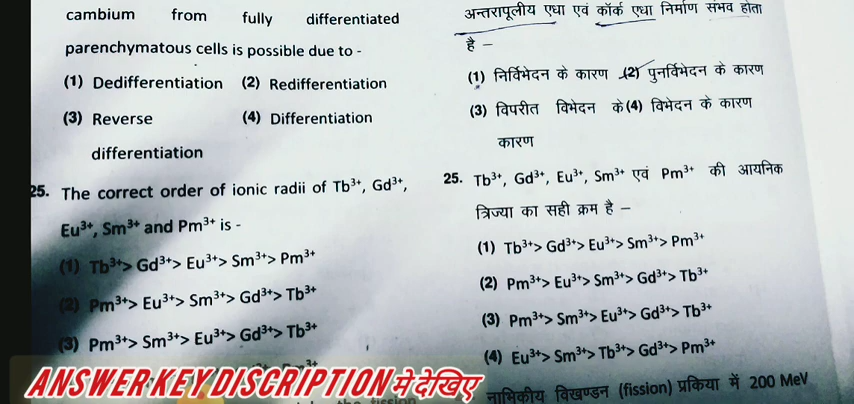 cambium from fully differentiated
parenchymatous cells is possible due to -
(1) Dedifferentiation (2) Redifferentiation
(3) Reverse (4) Differentiation
differentiation
25. The correct order of ionic radii of Tb³⁺, Gd³⁺,
Eu³⁺, Sm³⁺ and Pm³⁺ is -
(1) Tb³⁺> Gd³⁺> Eu³⁺> Sm³⁺> Pm³⁺
(2) Pm³⁺> Eu³⁺> Sm³⁺> Gd³⁺> Tb³⁺
(3) Pm³⁺> Sm³⁺> Eu³⁺> Gd³⁺> Tb³⁺
अन्तरापूलीय एधा एवं कॉर्क एधा निर्माण संभव होता
है –
(1) निर्विभेदन के कारण (2) पुनर्विभेदन के कारण
(3) विपरीत विभेदन के (4) विभेदन के कारण
कारण
25. Tb³⁺, Gd³⁺, Eu³⁺, Sm³⁺ एवं Pm³⁺ की आयनिक
त्रिज्या का सही क्रम है –
(1) Tb³⁺> Gd³⁺> Eu³⁺> Sm³⁺> Pm³⁺
(2) Pm³⁺> Eu³⁺> Sm³⁺> Gd³⁺> Tb³⁺
(3) Pm³⁺> Sm³⁺> Eu³⁺> Gd³⁺> Tb³⁺
(4) Eu³⁺> Sm³⁺> Tb³⁺> Gd³⁺> Pm³⁺
नाभिकीय विखण्डन (fission) प्रक्रिया में 200 MeV
ANSWER KEY DISCRIPTION मे देखिए